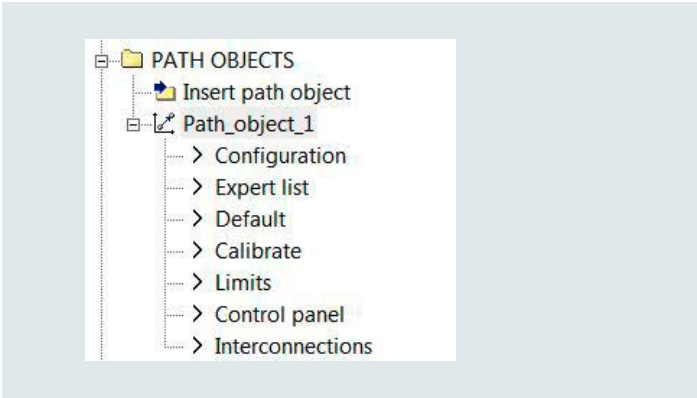 PATH OBJECTS
Insert path object
Path_object_1
Configuration
Expert list
Default
Calibrate
Limits
Control panel
Interconnections